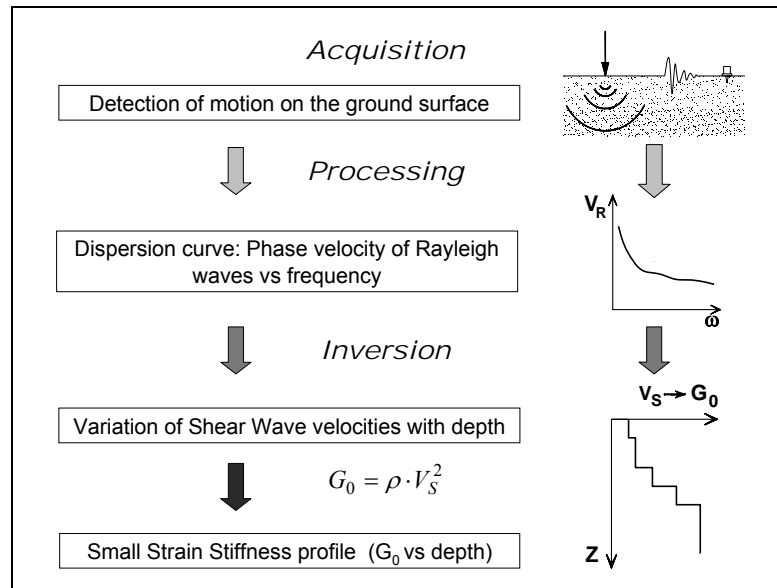 Acquisition
Detection of motion on the ground surface
Processing
V_R
Dispersion curve: Phase velocity of Rayleigh
waves vs frequency
ω
Inversion
V_S → G_0
Variation of Shear Wave velocities with depth
G_0 = ρ · V_S^2
Small Strain Stiffness profile (G_0 vs depth)
Z